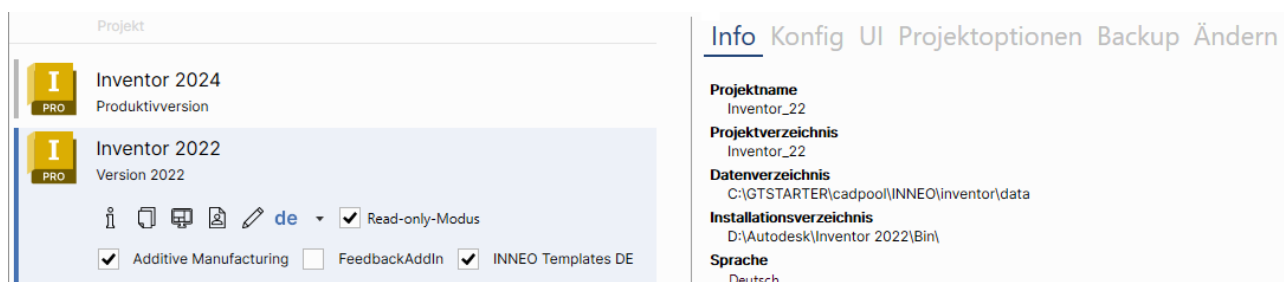 Projekt
I
PRO
Inventor 2024
Produktivversion
I
PRO
Inventor 2022
Version 2022
de
Read-only-Modus
Additive Manufacturing
FeedbackAddIn
INNEO Templates DE
Info Konfig UI Projektoptionen Backup Ändern
Projektname
Inventor_22
Projektverzeichnis
Inventor_22
Datenverzeichnis
C:\GTSTARTER\cadpool\INNEO\inventor\data
Installationsverzeichnis
D:\Autodesk\Inventor 2022\Bin\
Sprache
Deutsch